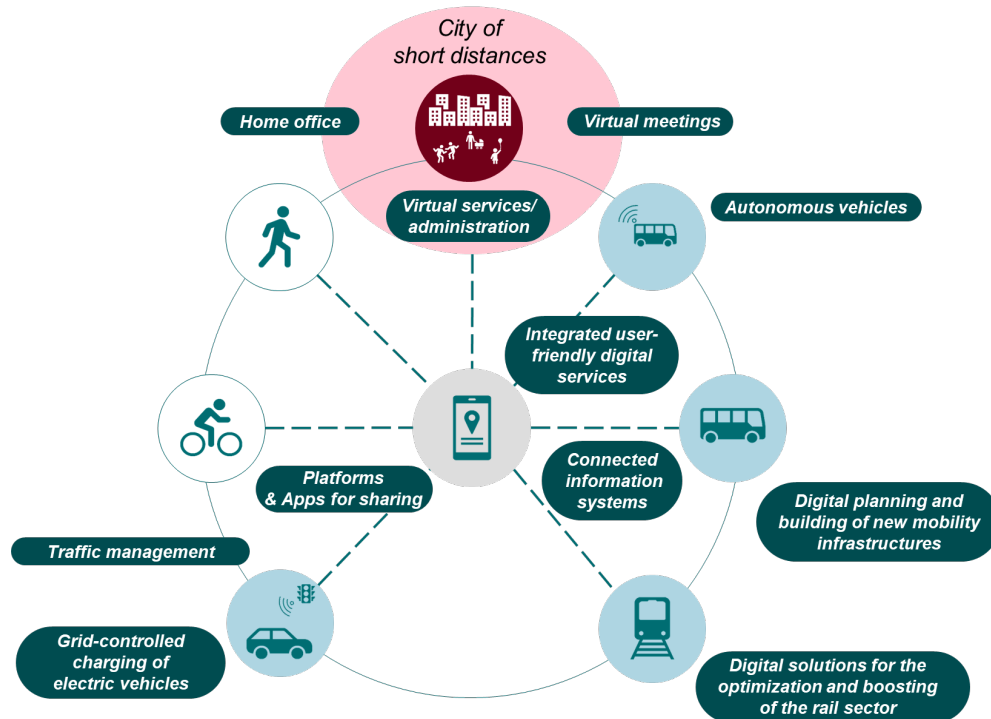 City of
short distances
Home office
Virtual meetings
Virtual services/
administration
Autonomous vehicles
Integrated user-
friendly digital
services
Connected
information
systems
Platforms
& Apps for sharing
Digital planning and
building of new mobility
infrastructures
Traffic management
Grid-controlled
charging of
electric vehicles
Digital solutions for the
optimization and boosting
of the rail sector